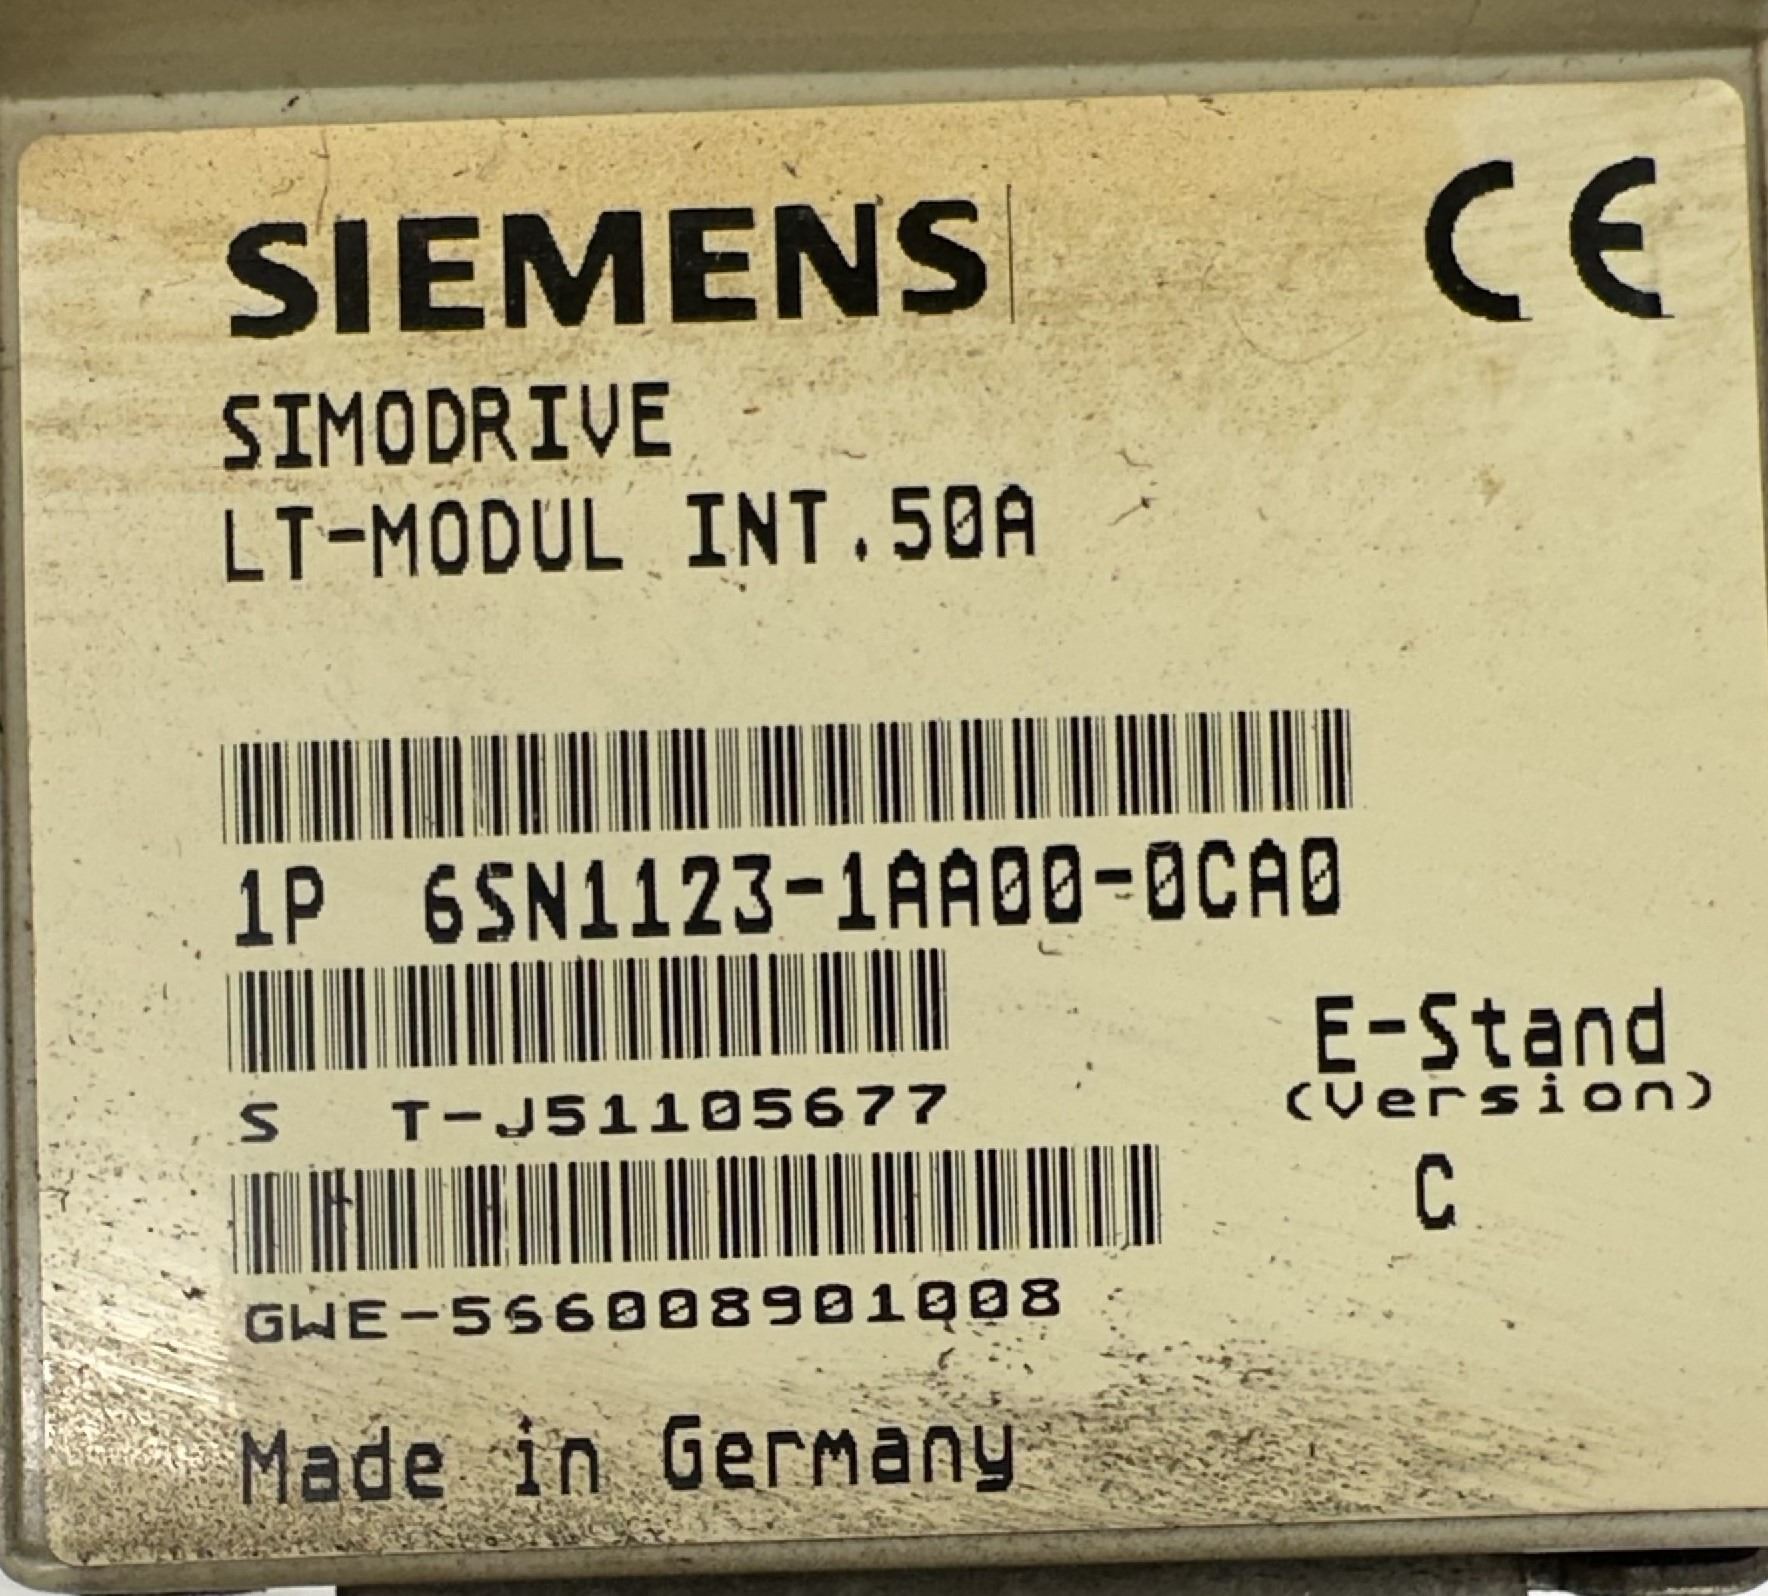 SIEMENS
CE
SIMODRIVE
LT-MODUL INT.50A
1P 6SN1123-1AA00-0CA0
E-Stand
(Version)
S T-J51105677
C
GWE-566008901008
Made in Germany